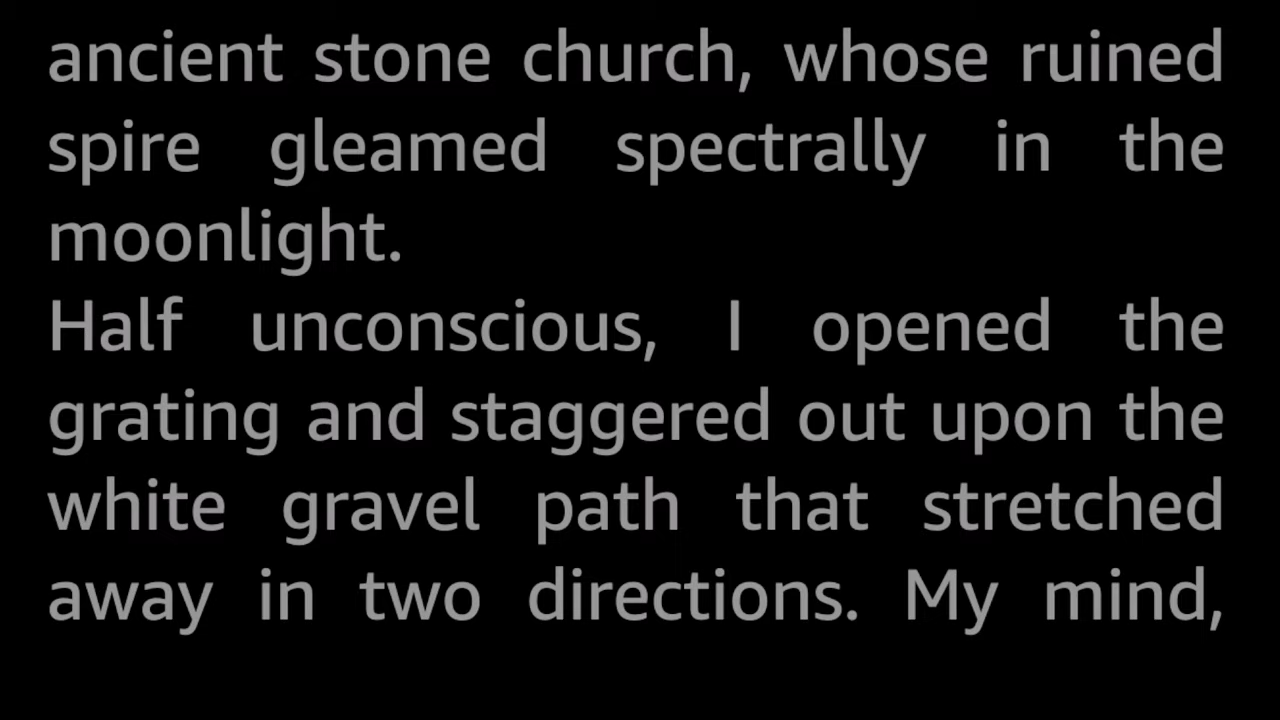 ancient stone church, whose ruined
spire gleamed spectrally in the
moonlight.
Half unconscious, I opened the
grating and staggered out upon the
white gravel path that stretched
away in two directions. My mind,